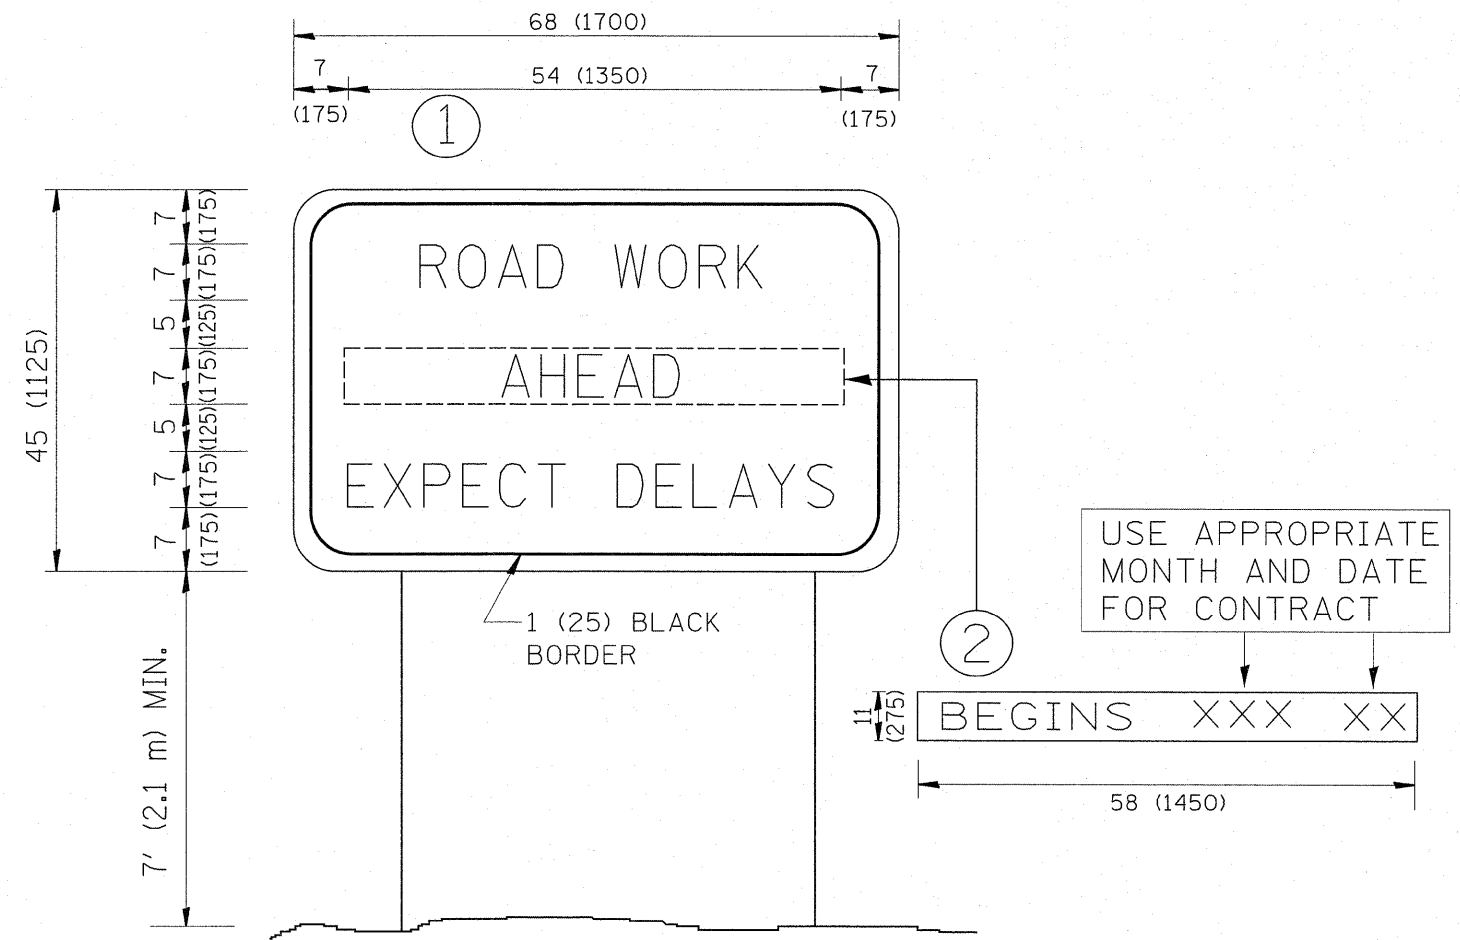 68 (1700)
7 54 (1350) 7
(175) (175)
1
7 (175)
7 (175)
5 (125)
7 (175)
5 (125)
7 (175)
7 (175)
45 (1125)
ROAD WORK
AHEAD
EXPECT DELAYS
1 (25) BLACK
BORDER
7' (2.1 m) MIN.
2
USE APPROPRIATE
MONTH AND DATE
FOR CONTRACT
11
(275)
BEGINS XXX XX
58 (1450)